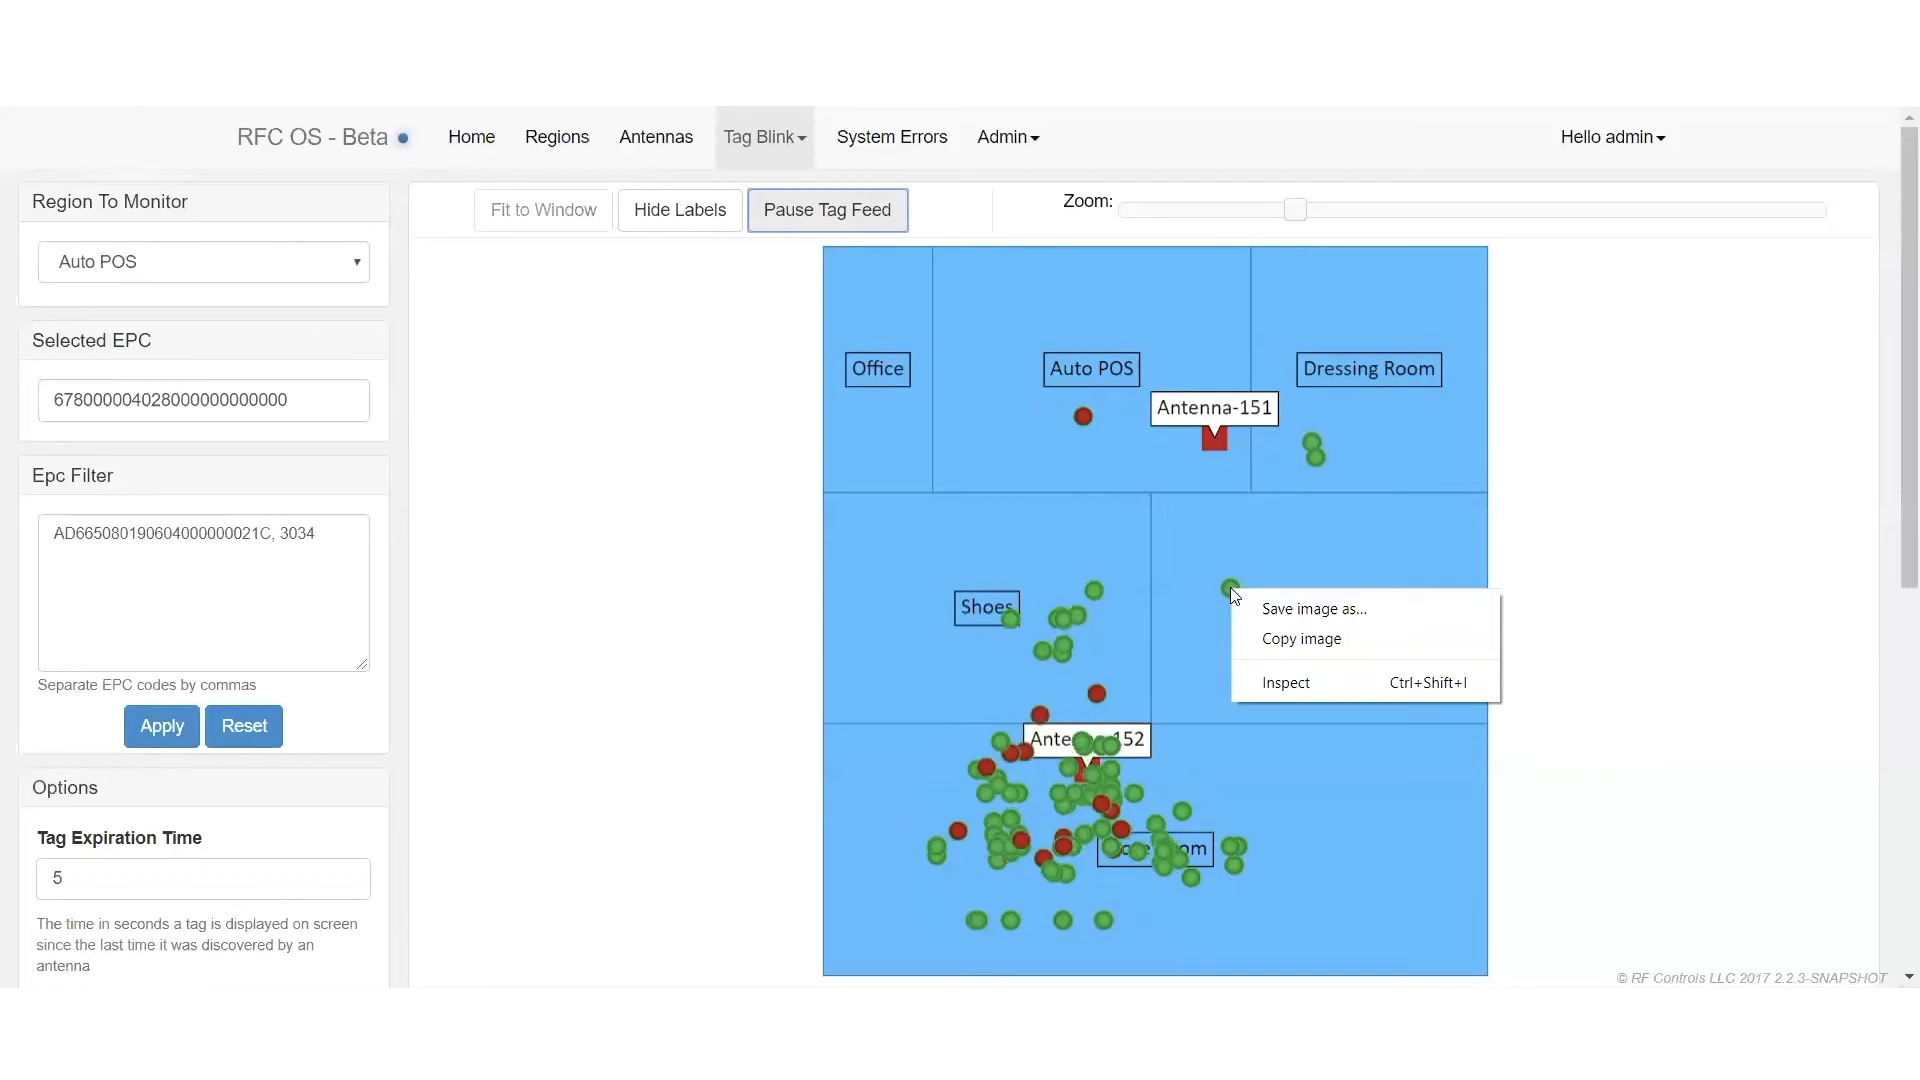 RFC OS - Beta
Home
Regions
Antennas
Tag Blink
System Errors
Admin
Hello admin
Region To Monitor
Auto POS
Selected EPC
678000004028000000000000
Epc Filter
AD665080190604000000021C, 3034
Separate EPC codes by commas
Apply
Reset
Options
Tag Expiration Time
5
The time in seconds a tag is displayed on screen
since the last time it was discovered by an
antenna
Fit to Window
Hide Labels
Pause Tag Feed
Zoom:
Office
Auto POS
Dressing Room
Antenna-151
Shoes
Save image as...
Copy image
Inspect
Ctrl+Shift+I
152
© RF Controls LLC 2017 2.2.3-SNAPSHOT